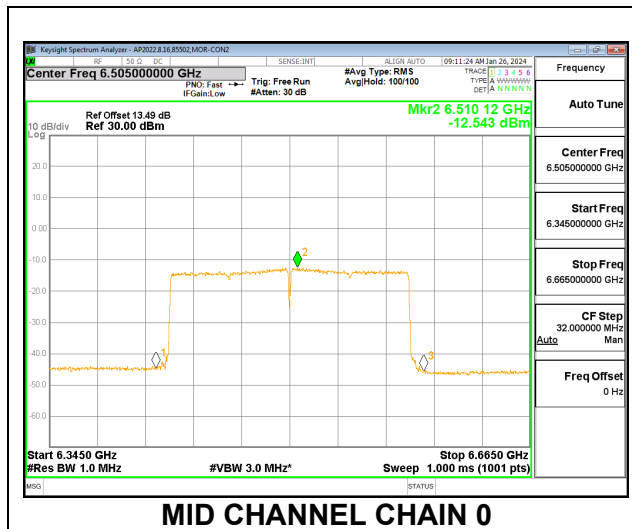 Keysight Spectrum Analyzer - AP2022.8.16,85502,MOR-CON2
RF 50 Ω DC SENSE:INT ALIGN AUTO 09:11:24 AM Jan 26, 2024
Center Freq 6.505000000 GHz
PNO: Fast
IFGain:Low
Trig: Free Run
#Atten: 30 dB
#Avg Type: RMS
Avg|Hold: 100/100
TRACE 1 2 3 4 5 6
TYPE A WWWWW
DET A N N N N N
Ref Offset 13.49 dB
Ref 30.00 dBm
Mkr2 6.510 12 GHz
-12.543 dBm
10 dB/div
Log
20.0
10.0
0.00
-10.0
-20.0
-30.0
-40.0
-50.0
-60.0
1
2
3
Start 6.3450 GHz
Stop 6.6650 GHz
#Res BW 1.0 MHz
#VBW 3.0 MHz*
Sweep 1.000 ms (1001 pts)
MSG
STATUS
Frequency
Auto Tune
Center Freq
6.505000000 GHz
Start Freq
6.345000000 GHz
Stop Freq
6.665000000 GHz
CF Step
32.000000 MHz
Auto Man
Freq Offset
0 Hz
MID CHANNEL CHAIN 0